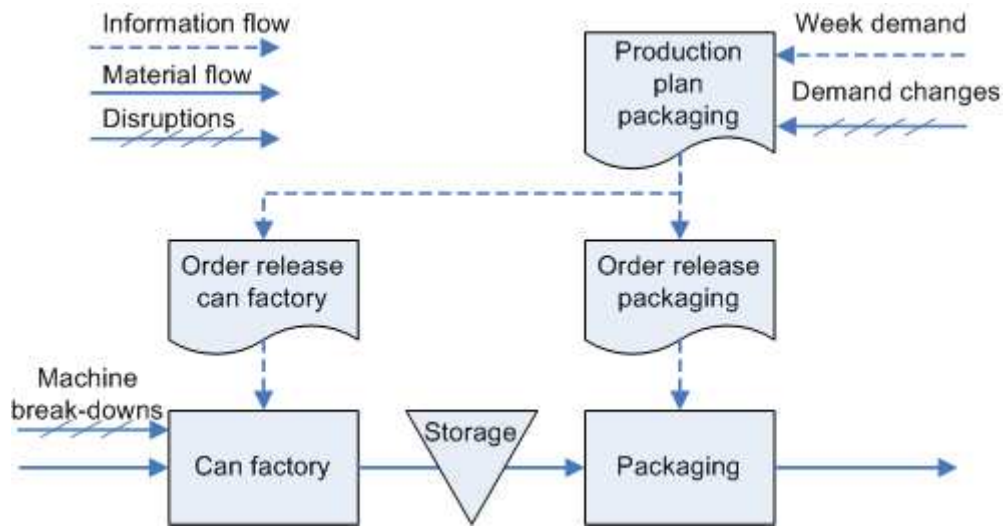 Information flow
Material flow
Disruptions
Production
plan
packaging
Week demand
Demand changes
Order release
can factory
Order release
packaging
Machine
break-downs
Can factory
Storage
Packaging